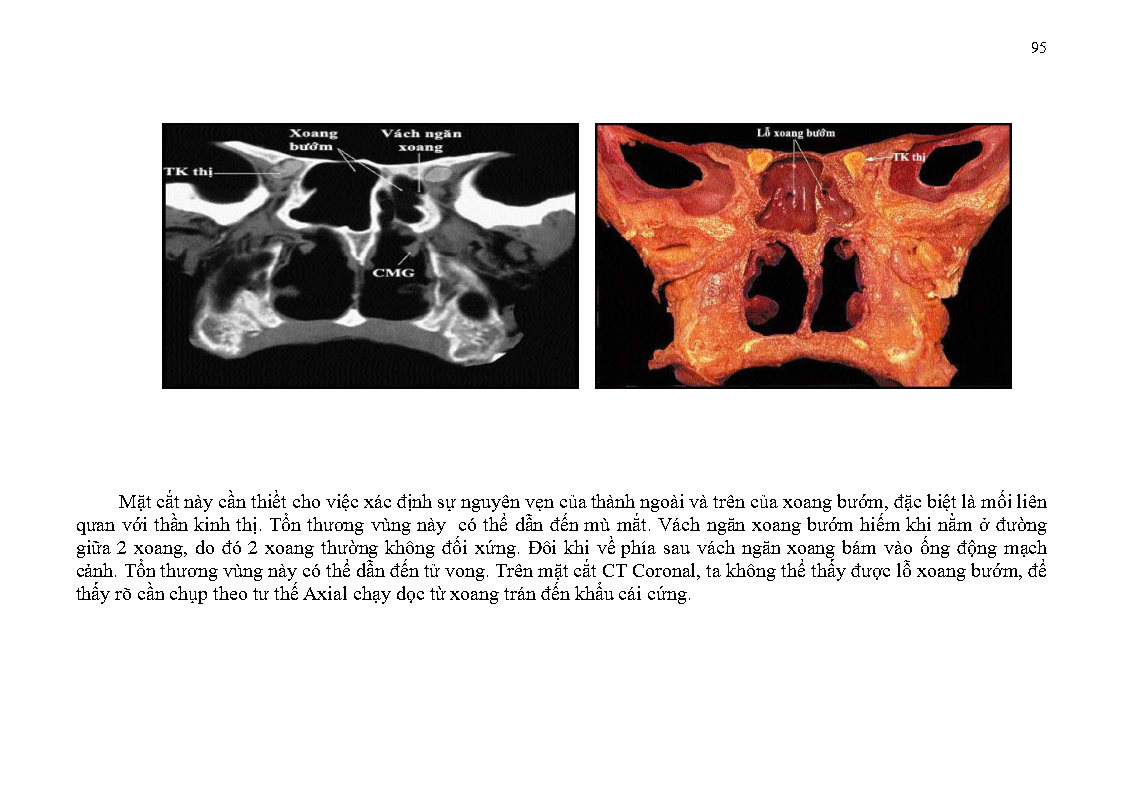 95
Xoang
bướm
Vách ngăn
xoang
TK thị
CMG
Lỗ xoang bướm
TK thị
Mặt cắt này cần thiết cho việc xác định sự nguyên vẹn của thành ngoài và trên của xoang bướm, đặc biệt là mối liên
quan với thần kinh thị. Tổn thương vùng này có thể dẫn đến mù mắt. Vách ngăn xoang bướm hiếm khi nằm ở đường
giữa 2 xoang, do đó 2 xoang thường không đối xứng. Đôi khi về phía sau vách ngăn xoang bám vào ống động mạch
cảnh. Tổn thương vùng này có thể dẫn đến tử vong. Trên mặt cắt CT Coronal, ta không thể thấy được lỗ xoang bướm, để
thấy rõ cần chụp theo tư thế Axial chạy dọc từ xoang trán đến khẩu cái cứng.